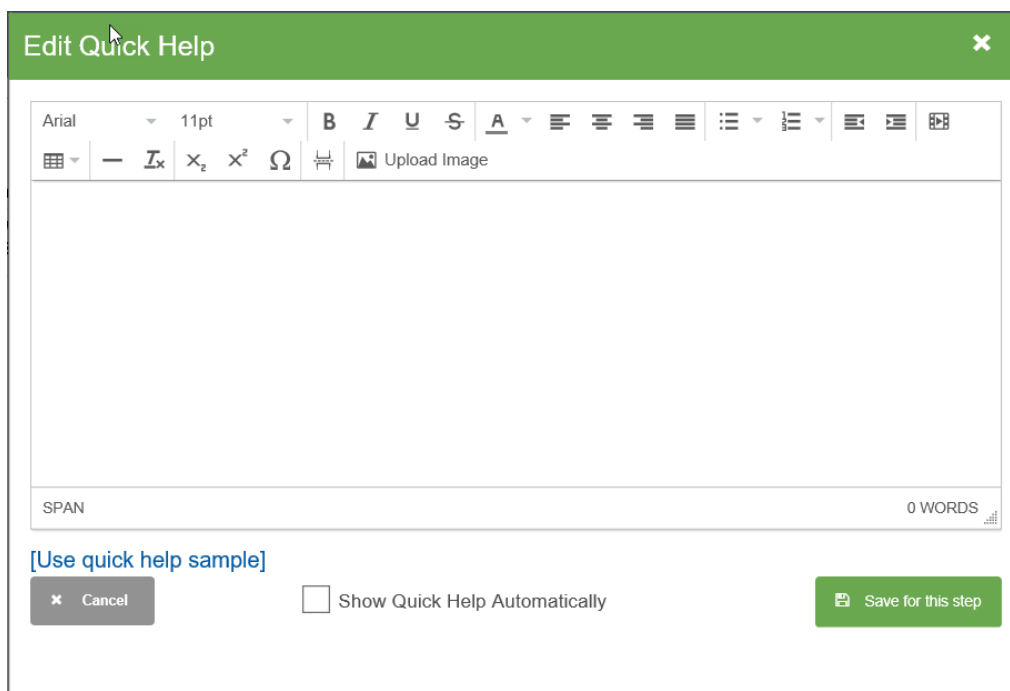 Edit Quick Help
Arial 11pt
Upload Image
SPAN 0 WORDS
[Use quick help sample]
Cancel Show Quick Help Automatically Save for this step